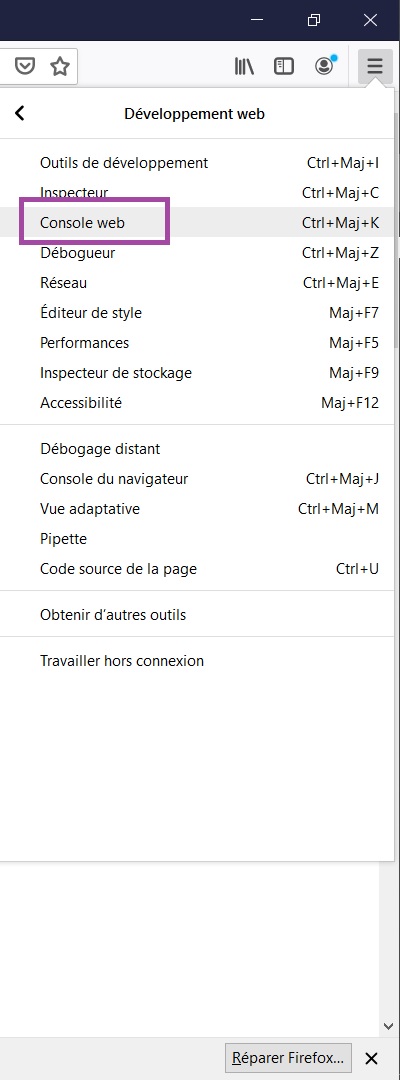 Développement web
Outils de développement Ctrl+Maj+I
Inspecteur Ctrl+Maj+C
Console web Ctrl+Maj+K
Débogueur Ctrl+Maj+Z
Réseau Ctrl+Maj+E
Éditeur de style Maj+F7
Performances Maj+F5
Inspecteur de stockage Maj+F9
Accessibilité Maj+F12
Débogage distant
Console du navigateur Ctrl+Maj+J
Vue adaptative Ctrl+Maj+M
Pipette
Code source de la page Ctrl+U
Obtenir d’autres outils
Travailler hors connexion
Réparer Firefox...